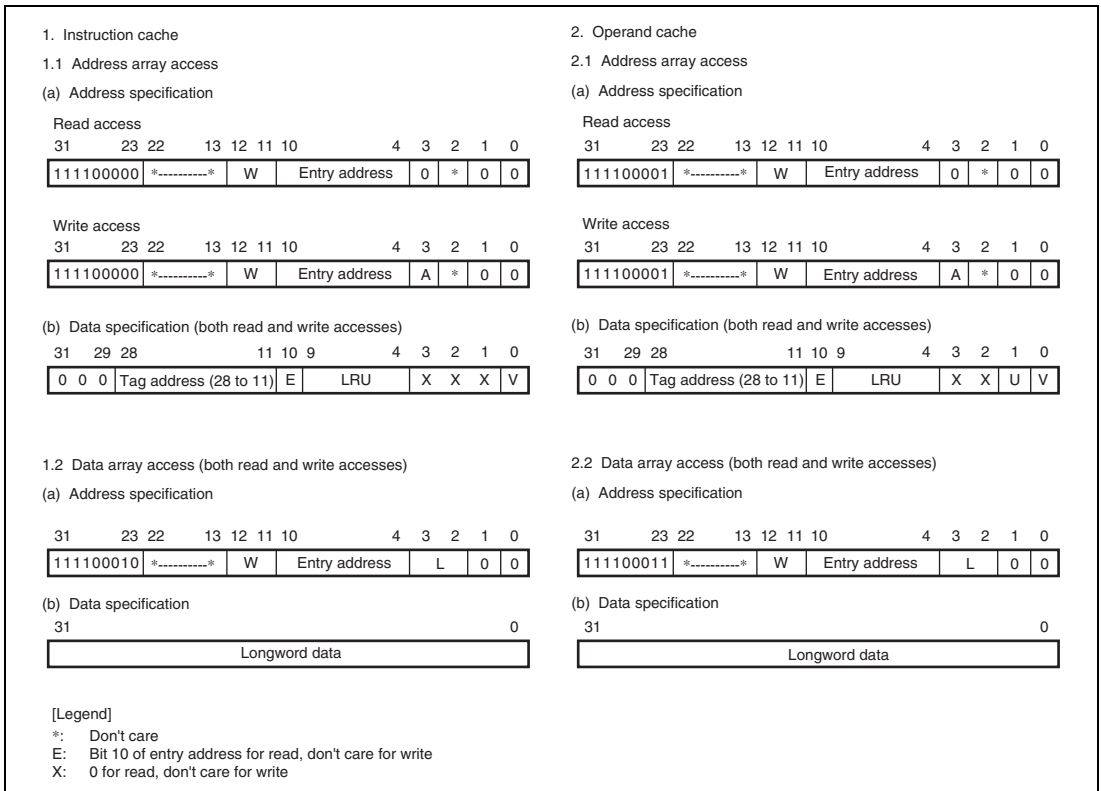 1. Instruction cache
1.1 Address array access
(a) Address specification
Read access
31 23 22 13 12 11 10 4 3 2 1 0
111100000 *----------* W Entry address 0 * 0 0
Write access
31 23 22 13 12 11 10 4 3 2 1 0
111100000 *----------* W Entry address A * 0 0
(b) Data specification (both read and write accesses)
31 29 28 11 10 9 4 3 2 1 0
0 0 0 Tag address (28 to 11) E LRU X X X V
1.2 Data array access (both read and write accesses)
(a) Address specification
31 23 22 13 12 11 10 4 3 2 1 0
111100010 *----------* W Entry address L 0 0
(b) Data specification
31 0
Longword data
2. Operand cache
2.1 Address array access
(a) Address specification
Read access
31 23 22 13 12 11 10 4 3 2 1 0
111100001 *----------* W Entry address 0 * 0 0
Write access
31 23 22 13 12 11 10 4 3 2 1 0
111100001 *----------* W Entry address A * 0 0
(b) Data specification (both read and write accesses)
31 29 28 11 10 9 4 3 2 1 0
0 0 0 Tag address (28 to 11) E LRU X X U V
2.2 Data array access (both read and write accesses)
(a) Address specification
31 23 22 13 12 11 10 4 3 2 1 0
111100011 *----------* W Entry address L 0 0
(b) Data specification
31 0
Longword data
[Legend]
*: Don't care
E: Bit 10 of entry address for read, don't care for write
X: 0 for read, don't care for write